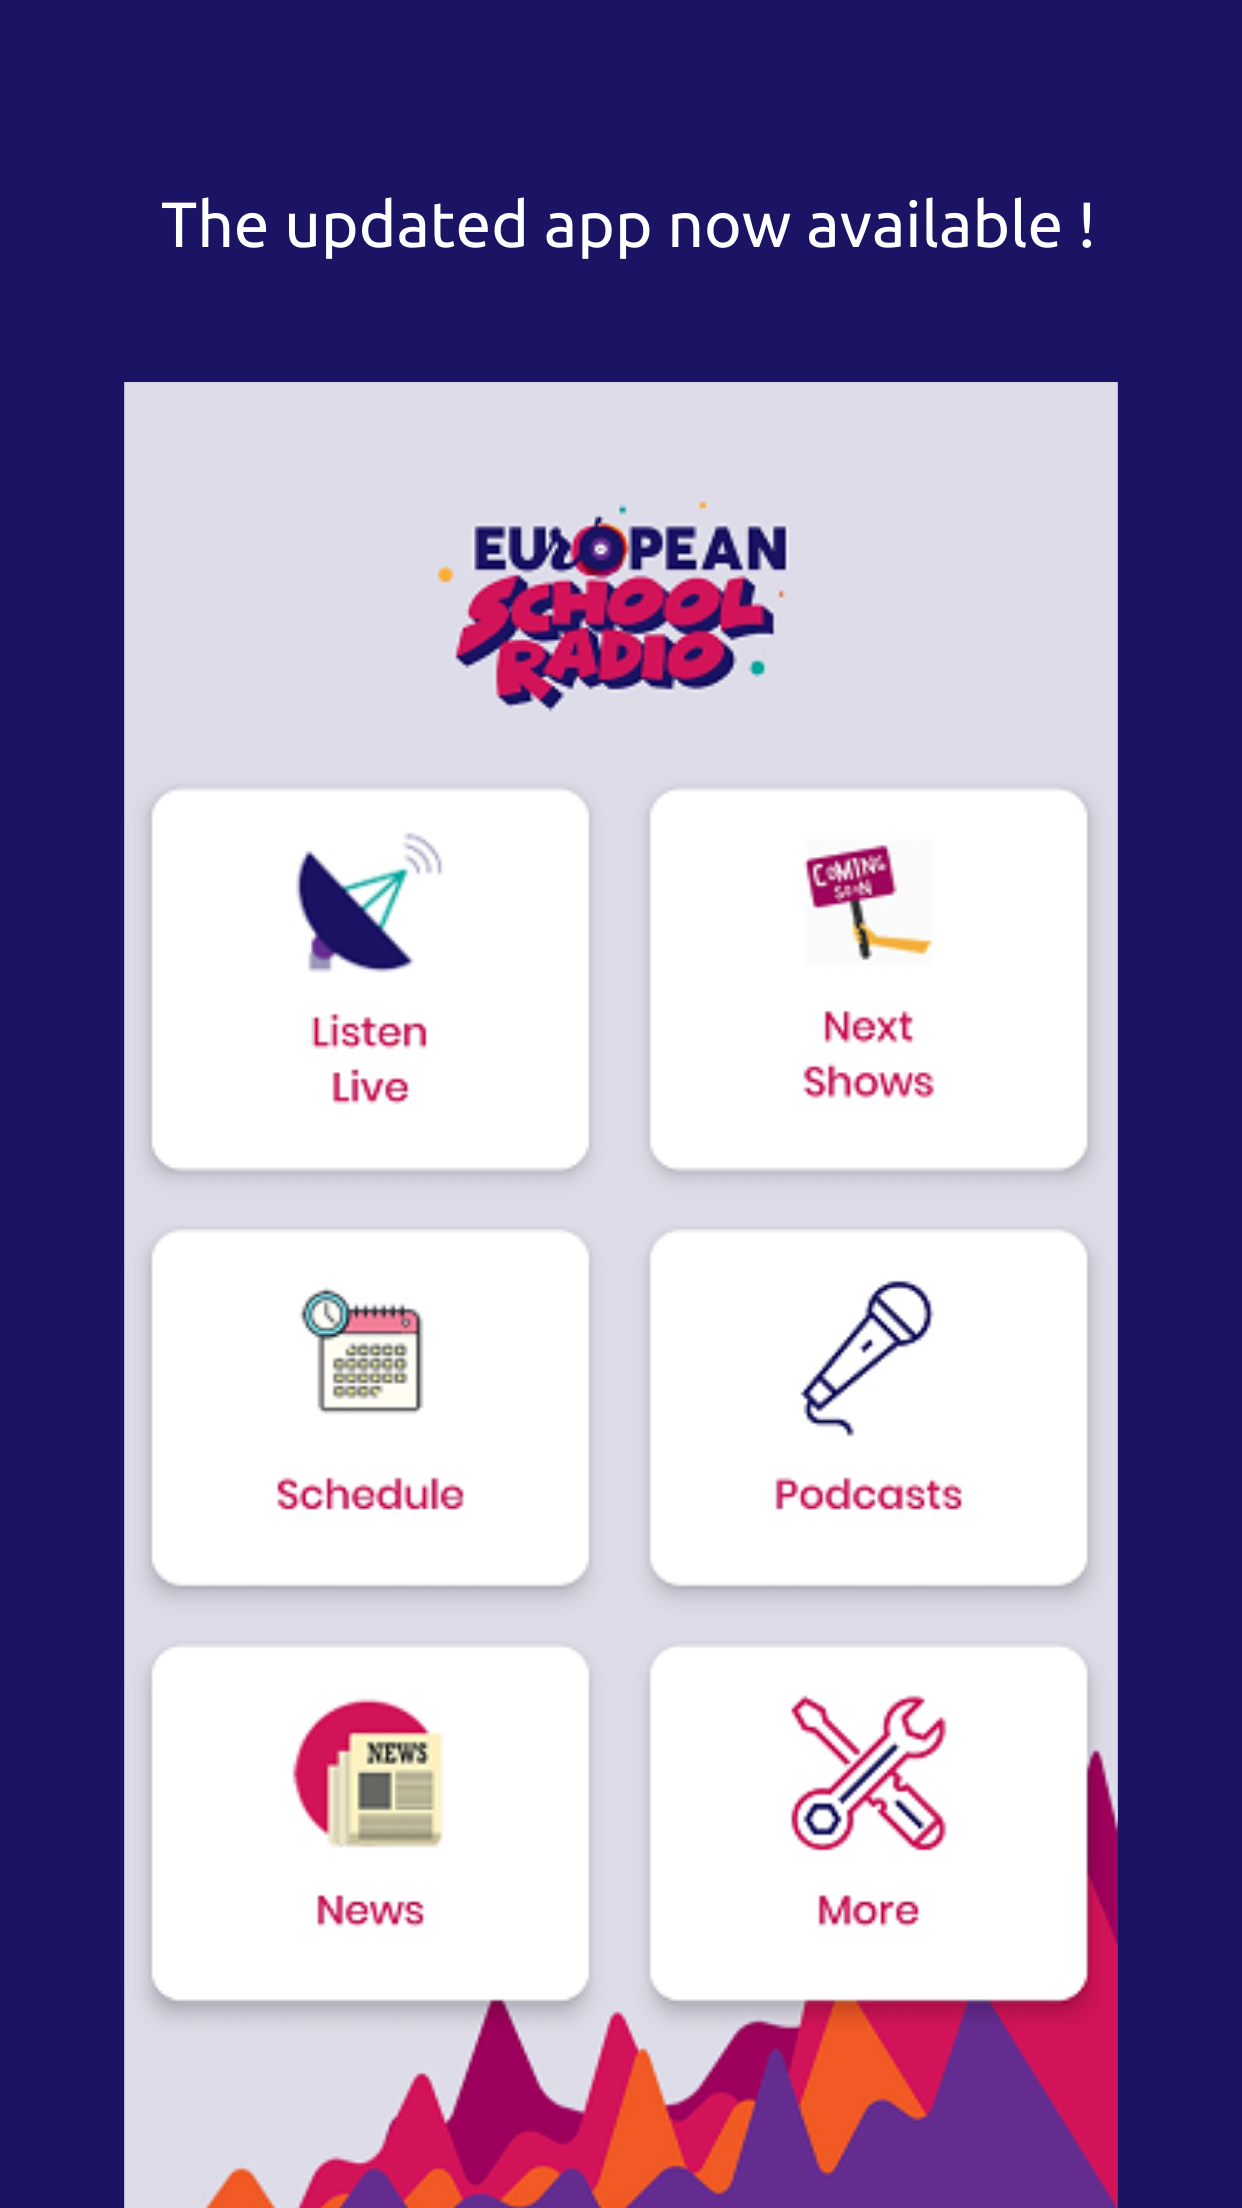 The updated app now available !
EUROPEAN
SCHOOL
RADIO
COMING
SOON
Listen
Live
Next
Shows
Schedule
Podcasts
NEWS
News
More